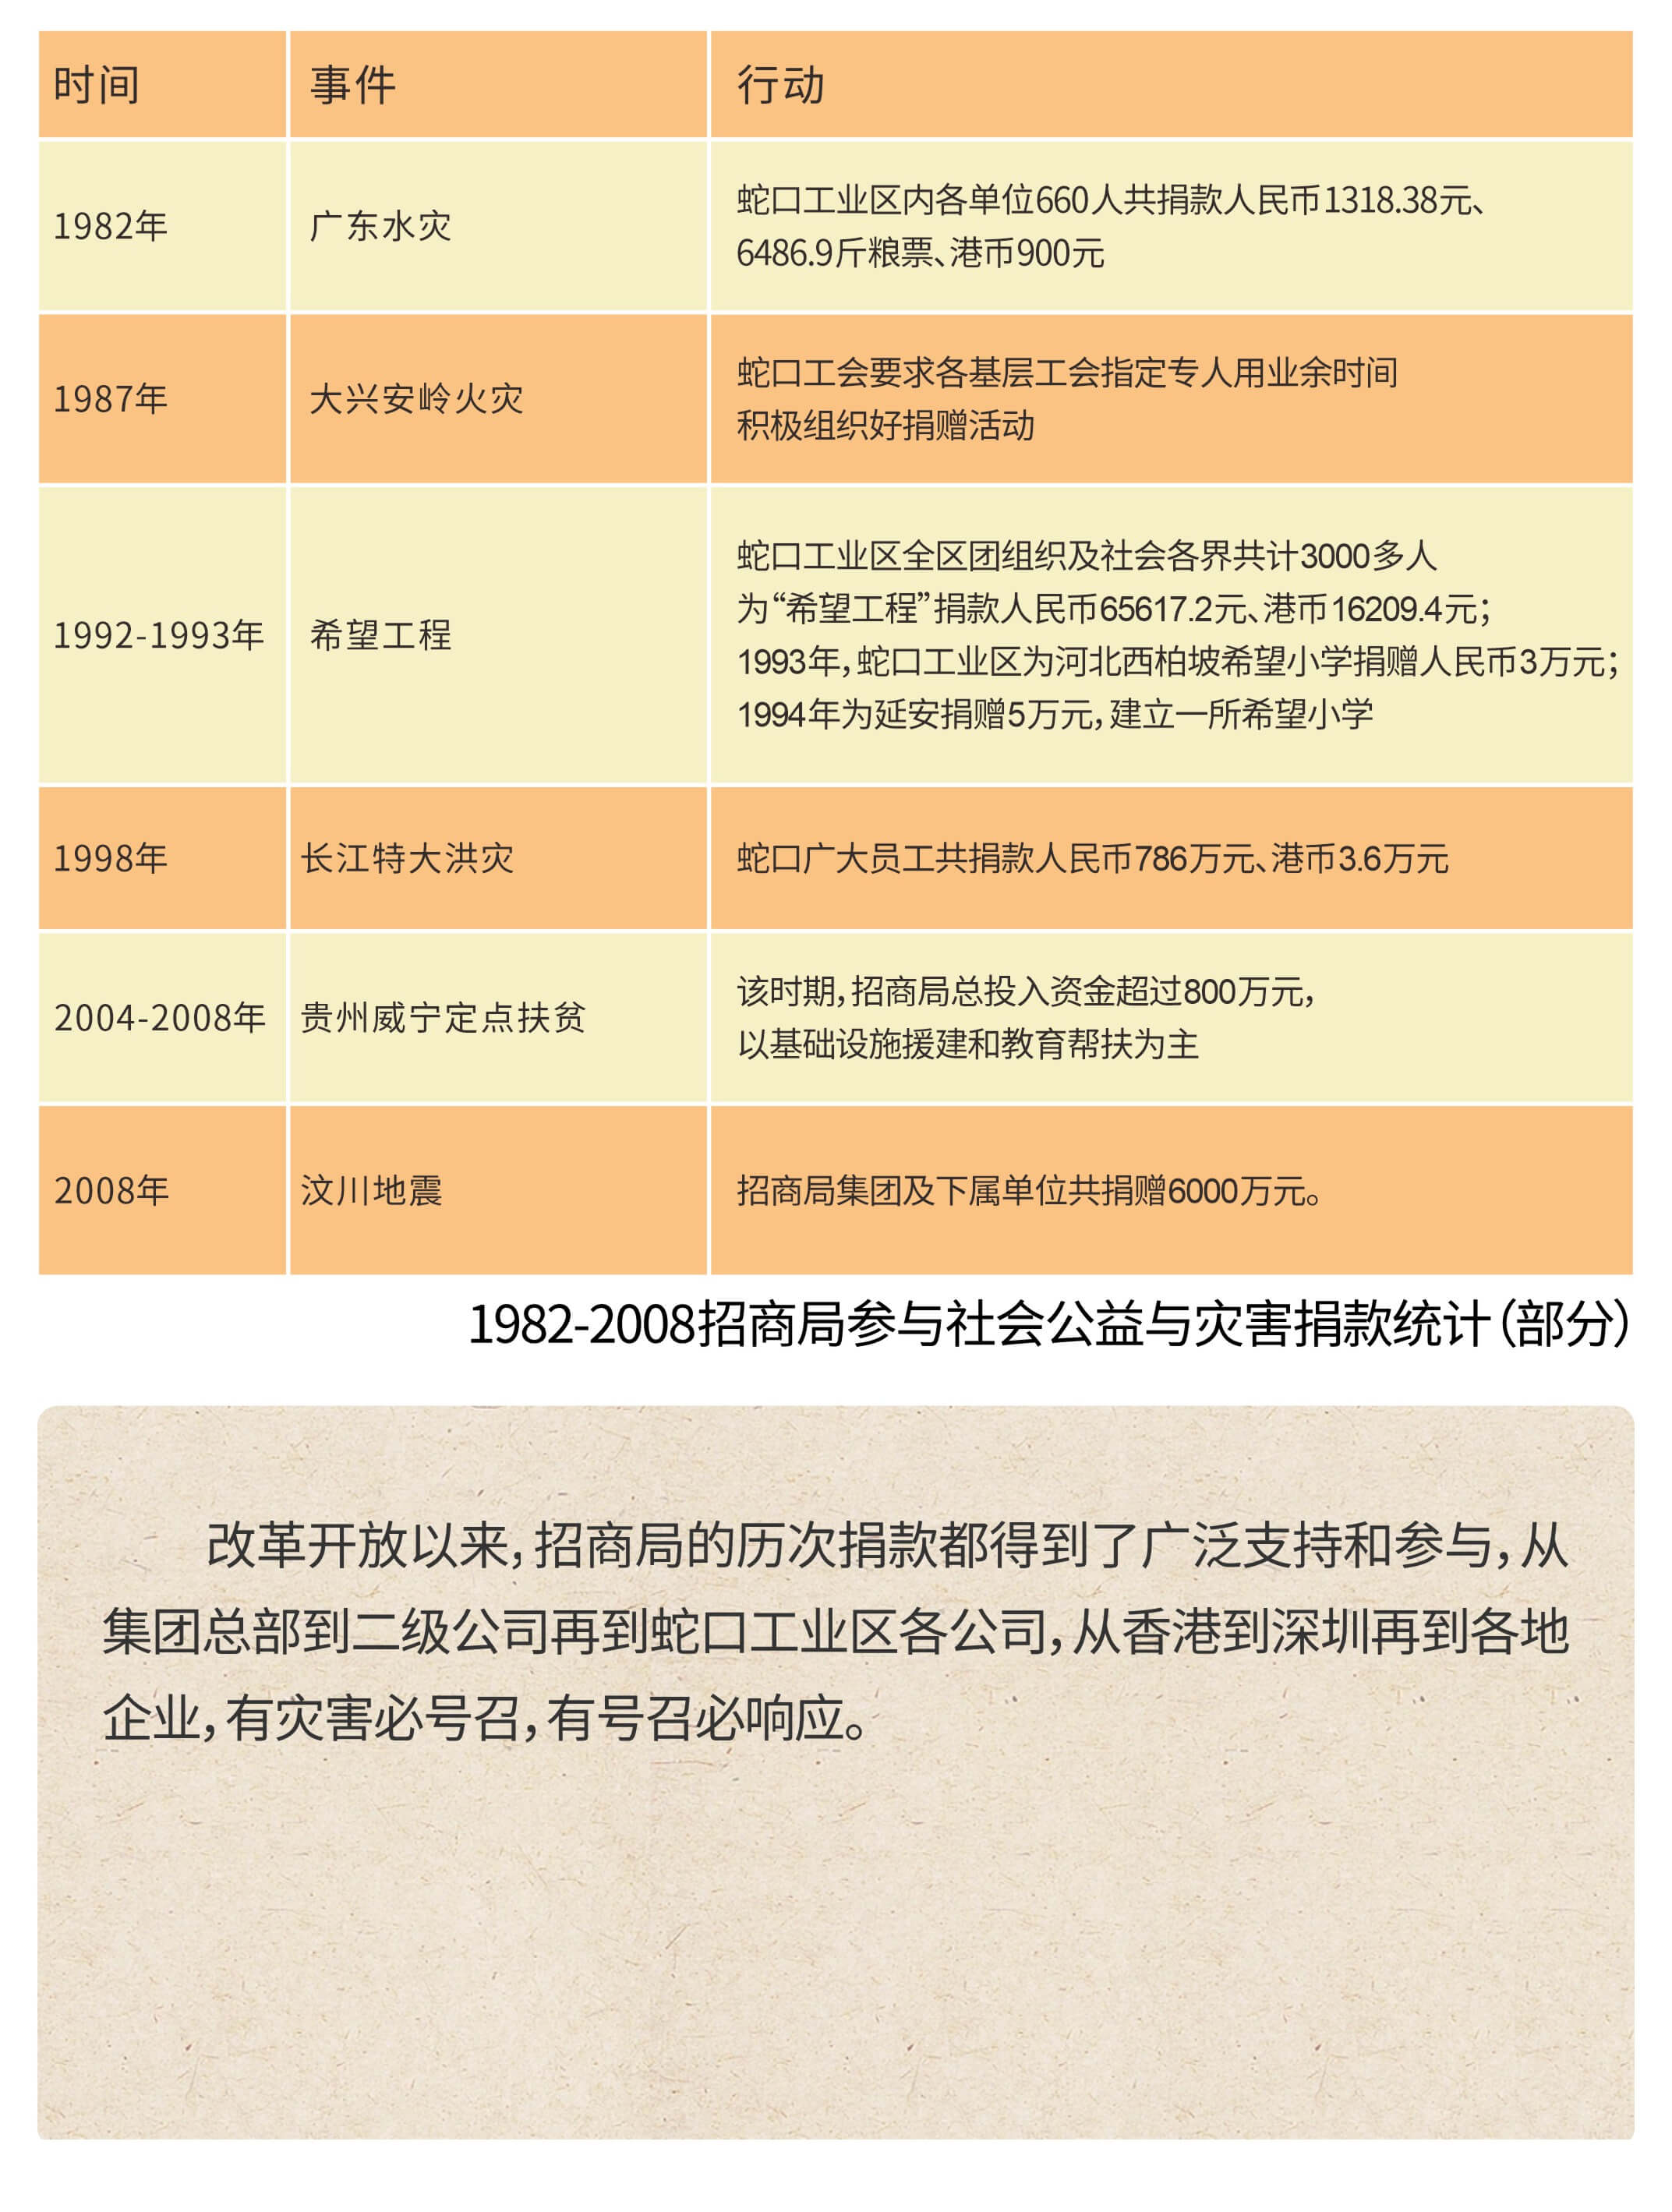 时间 事件 行动
1982年 广东水灾 蛇口工业区内各单位660人共捐款人民币1318.38元、
6486.9斤粮票、港币900元
1987年 大兴安岭火灾 蛇口工会要求各基层工会指定专人用业余时间
积极组织好捐赠活动
1992-1993年 希望工程 蛇口工业区全区团组织及社会各界共计3000多人
为“希望工程”捐款人民币65617.2元、港币16209.4元；
1993年，蛇口工业区为河北西柏坡希望小学捐赠人民币3万元；
1994年为延安捐赠5万元，建立一所希望小学
1998年 长江特大洪灾 蛇口广大员工共捐款人民币786万元、港币3.6万元
2004-2008年 贵州威宁定点扶贫 该时期，招商局总投入资金超过800万元，
以基础设施援建和教育帮扶为主
2008年 汶川地震 招商局集团及下属单位共捐赠6000万元。
1982-2008招商局参与社会公益与灾害捐款统计（部分）
改革开放以来，招商局的历次捐款都得到了广泛支持和参与，从
集团总部到二级公司再到蛇口工业区各公司，从香港到深圳再到各地
企业，有灾害必号召，有号召必响应。